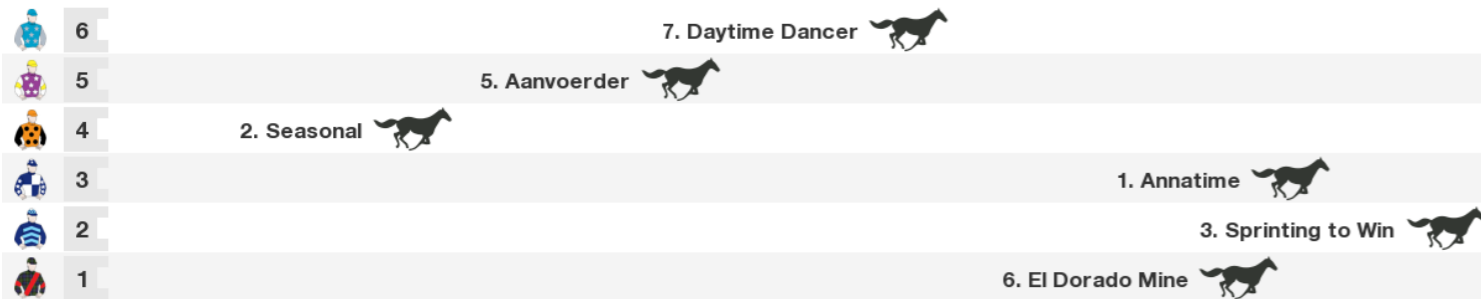 6 7. Daytime Dancer
5 5. Aanvoerder
4 2. Seasonal
3 1. Annatime
2 3. Sprinting to Win
1 6. El Dorado Mine